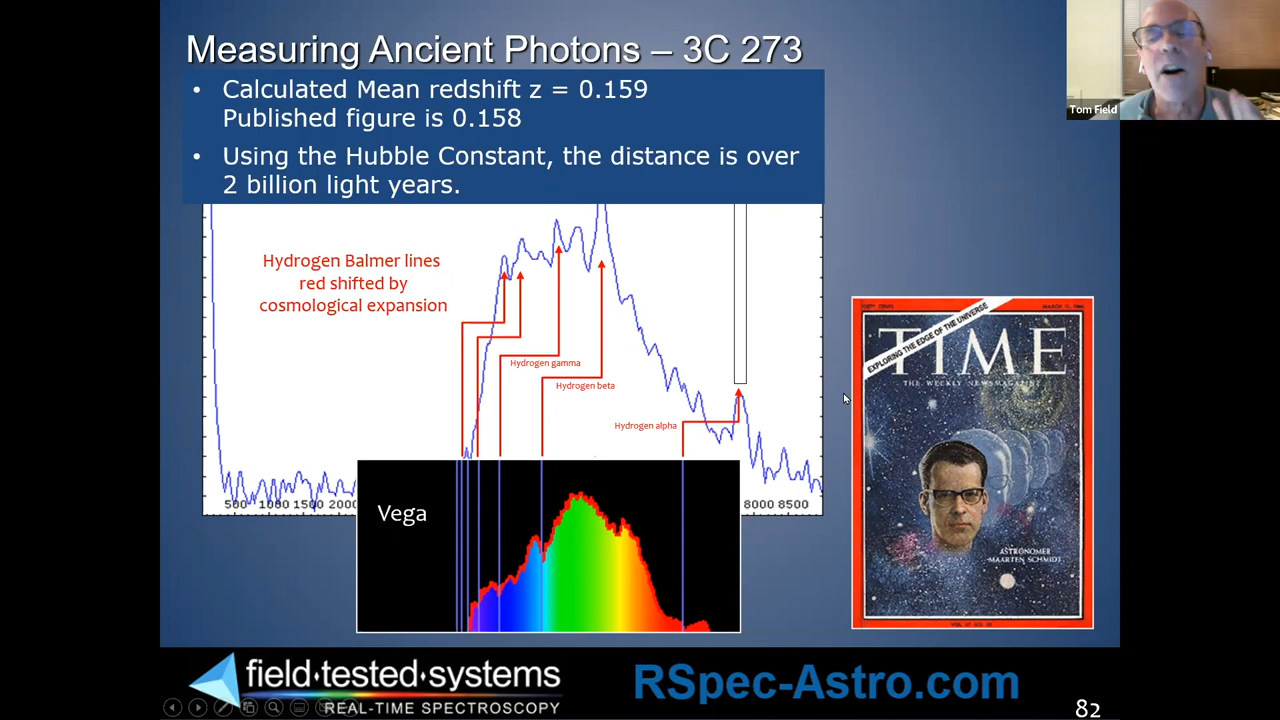 Measuring Ancient Photons – 3C 273
• Calculated Mean redshift z = 0.159
Published figure is 0.158
• Using the Hubble Constant, the distance is over
2 billion light years.
Tom Field
Hydrogen Balmer lines
red shifted by
cosmological expansion
Hydrogen gamma
Hydrogen beta
Hydrogen alpha
500 1000 1500 2000
8000 8500
Vega
FORTY CENTS
MARCH 11, 1966
EXPLORING THE EDGE OF THE UNIVERSE
TIME
THE WEEKLY NEWSMAGAZINE
ASTRONOMER
MAARTEN SCHMIDT
field·tested·systems
REAL-TIME SPECTROSCOPY
RSpec-Astro.com
82